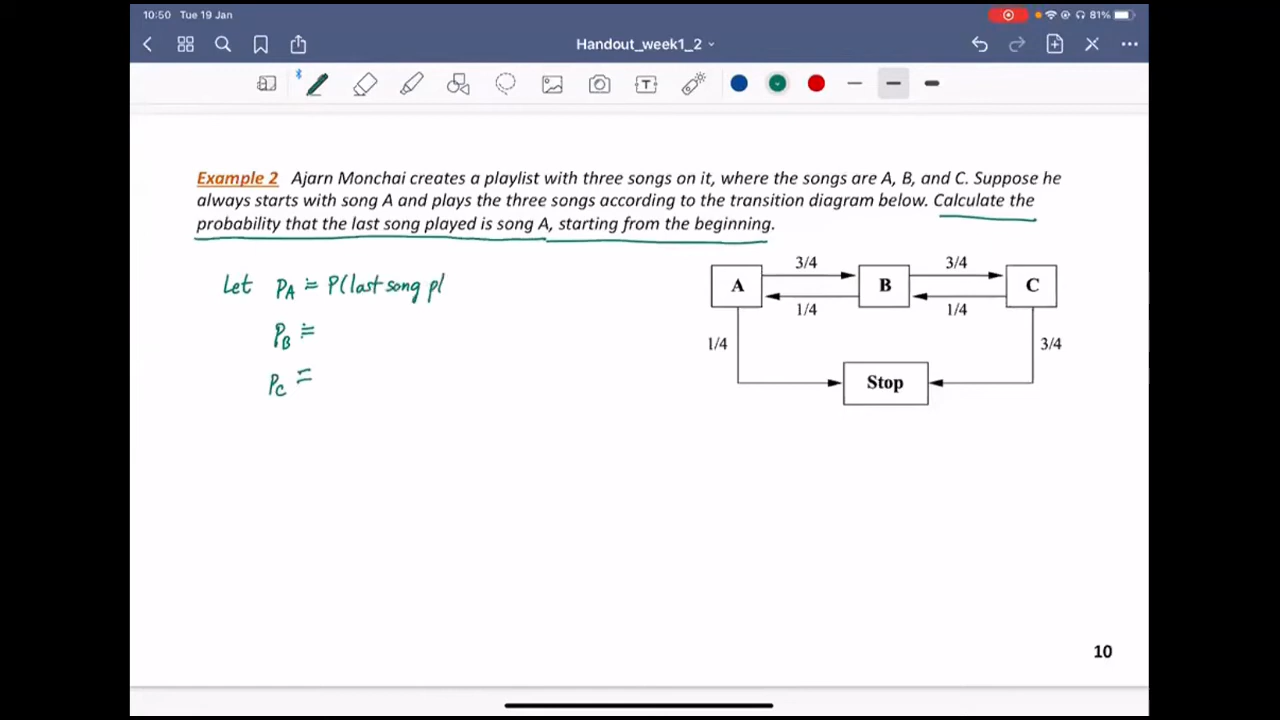 10:50 Tue 19 Jan 81%
Handout_week1_2
T
Example 2 Ajarn Monchai creates a playlist with three songs on it, where the songs are A, B, and C. Suppose he
always starts with song A and plays the three songs according to the transition diagram below. Calculate the
probability that the last song played is song A, starting from the beginning.
Let P_A ≐ P(last song pl
P_B ≐
P_C =
3/4 3/4
A B C
1/4 1/4
1/4 3/4
Stop
10